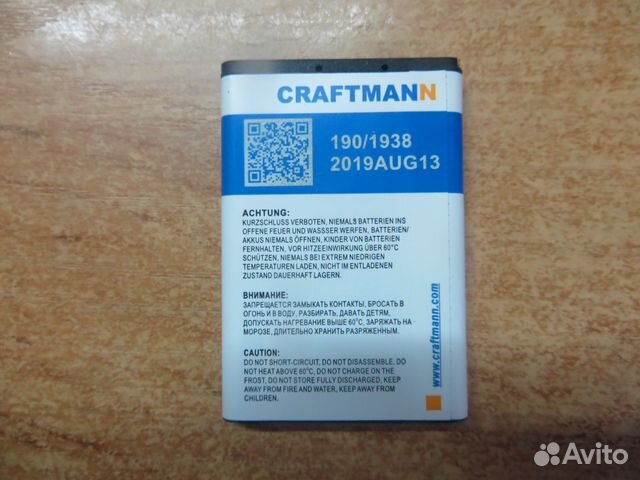 CRAFTMANN
190/1938
2019AUG13
ACHTUNG:
KURZSCHLUSS VERBOTEN, NIEMALS BATTERIEN INS
OFFENE FEUER UND WASSSER WERFEN, BATTERIEN/
AKKUS NIEMALS ÖFFNEN, KINDER VON BATTERIEN
FERNHALTEN, VOR HITZEEINWIRKUNG ÜBER 60°C
SCHÜTZEN, NIEMALS BEI EXTREM NIEDRIGEN
TEMPERATUREN LADEN, NICHT IM ENTLADENEN
ZUSTAND DAUERHAFT LAGERN.
ВНИМАНИЕ:
ЗАПРЕЩАЕТСЯ ЗАМЫКАТЬ КОНТАКТЫ, БРОСАТЬ В
ОГОНЬ И В ВОДУ, РАЗБИРАТЬ, ДАВАТЬ ДЕТЯМ,
ДОПУСКАТЬ НАГРЕВАНИЕ ВЫШЕ 60°C, ЗАРЯЖАТЬ НА
МОРОЗЕ, ДЛИТЕЛЬНО ХРАНИТЬ РАЗРЯЖЕННЫМ.
CAUTION:
DO NOT SHORT-CIRCUIT, DO NOT DISASSEMBLE, DO
NOT HEAT ABOVE 60°C, DO NOT CHARGE ON THE
FROST, DO NOT STORE FULLY DISCHARGED, KEEP
AWAY FROM FIRE AND WATER, KEEP AWAY FROM
CHILDREN.
www.craftmann.com
Avito